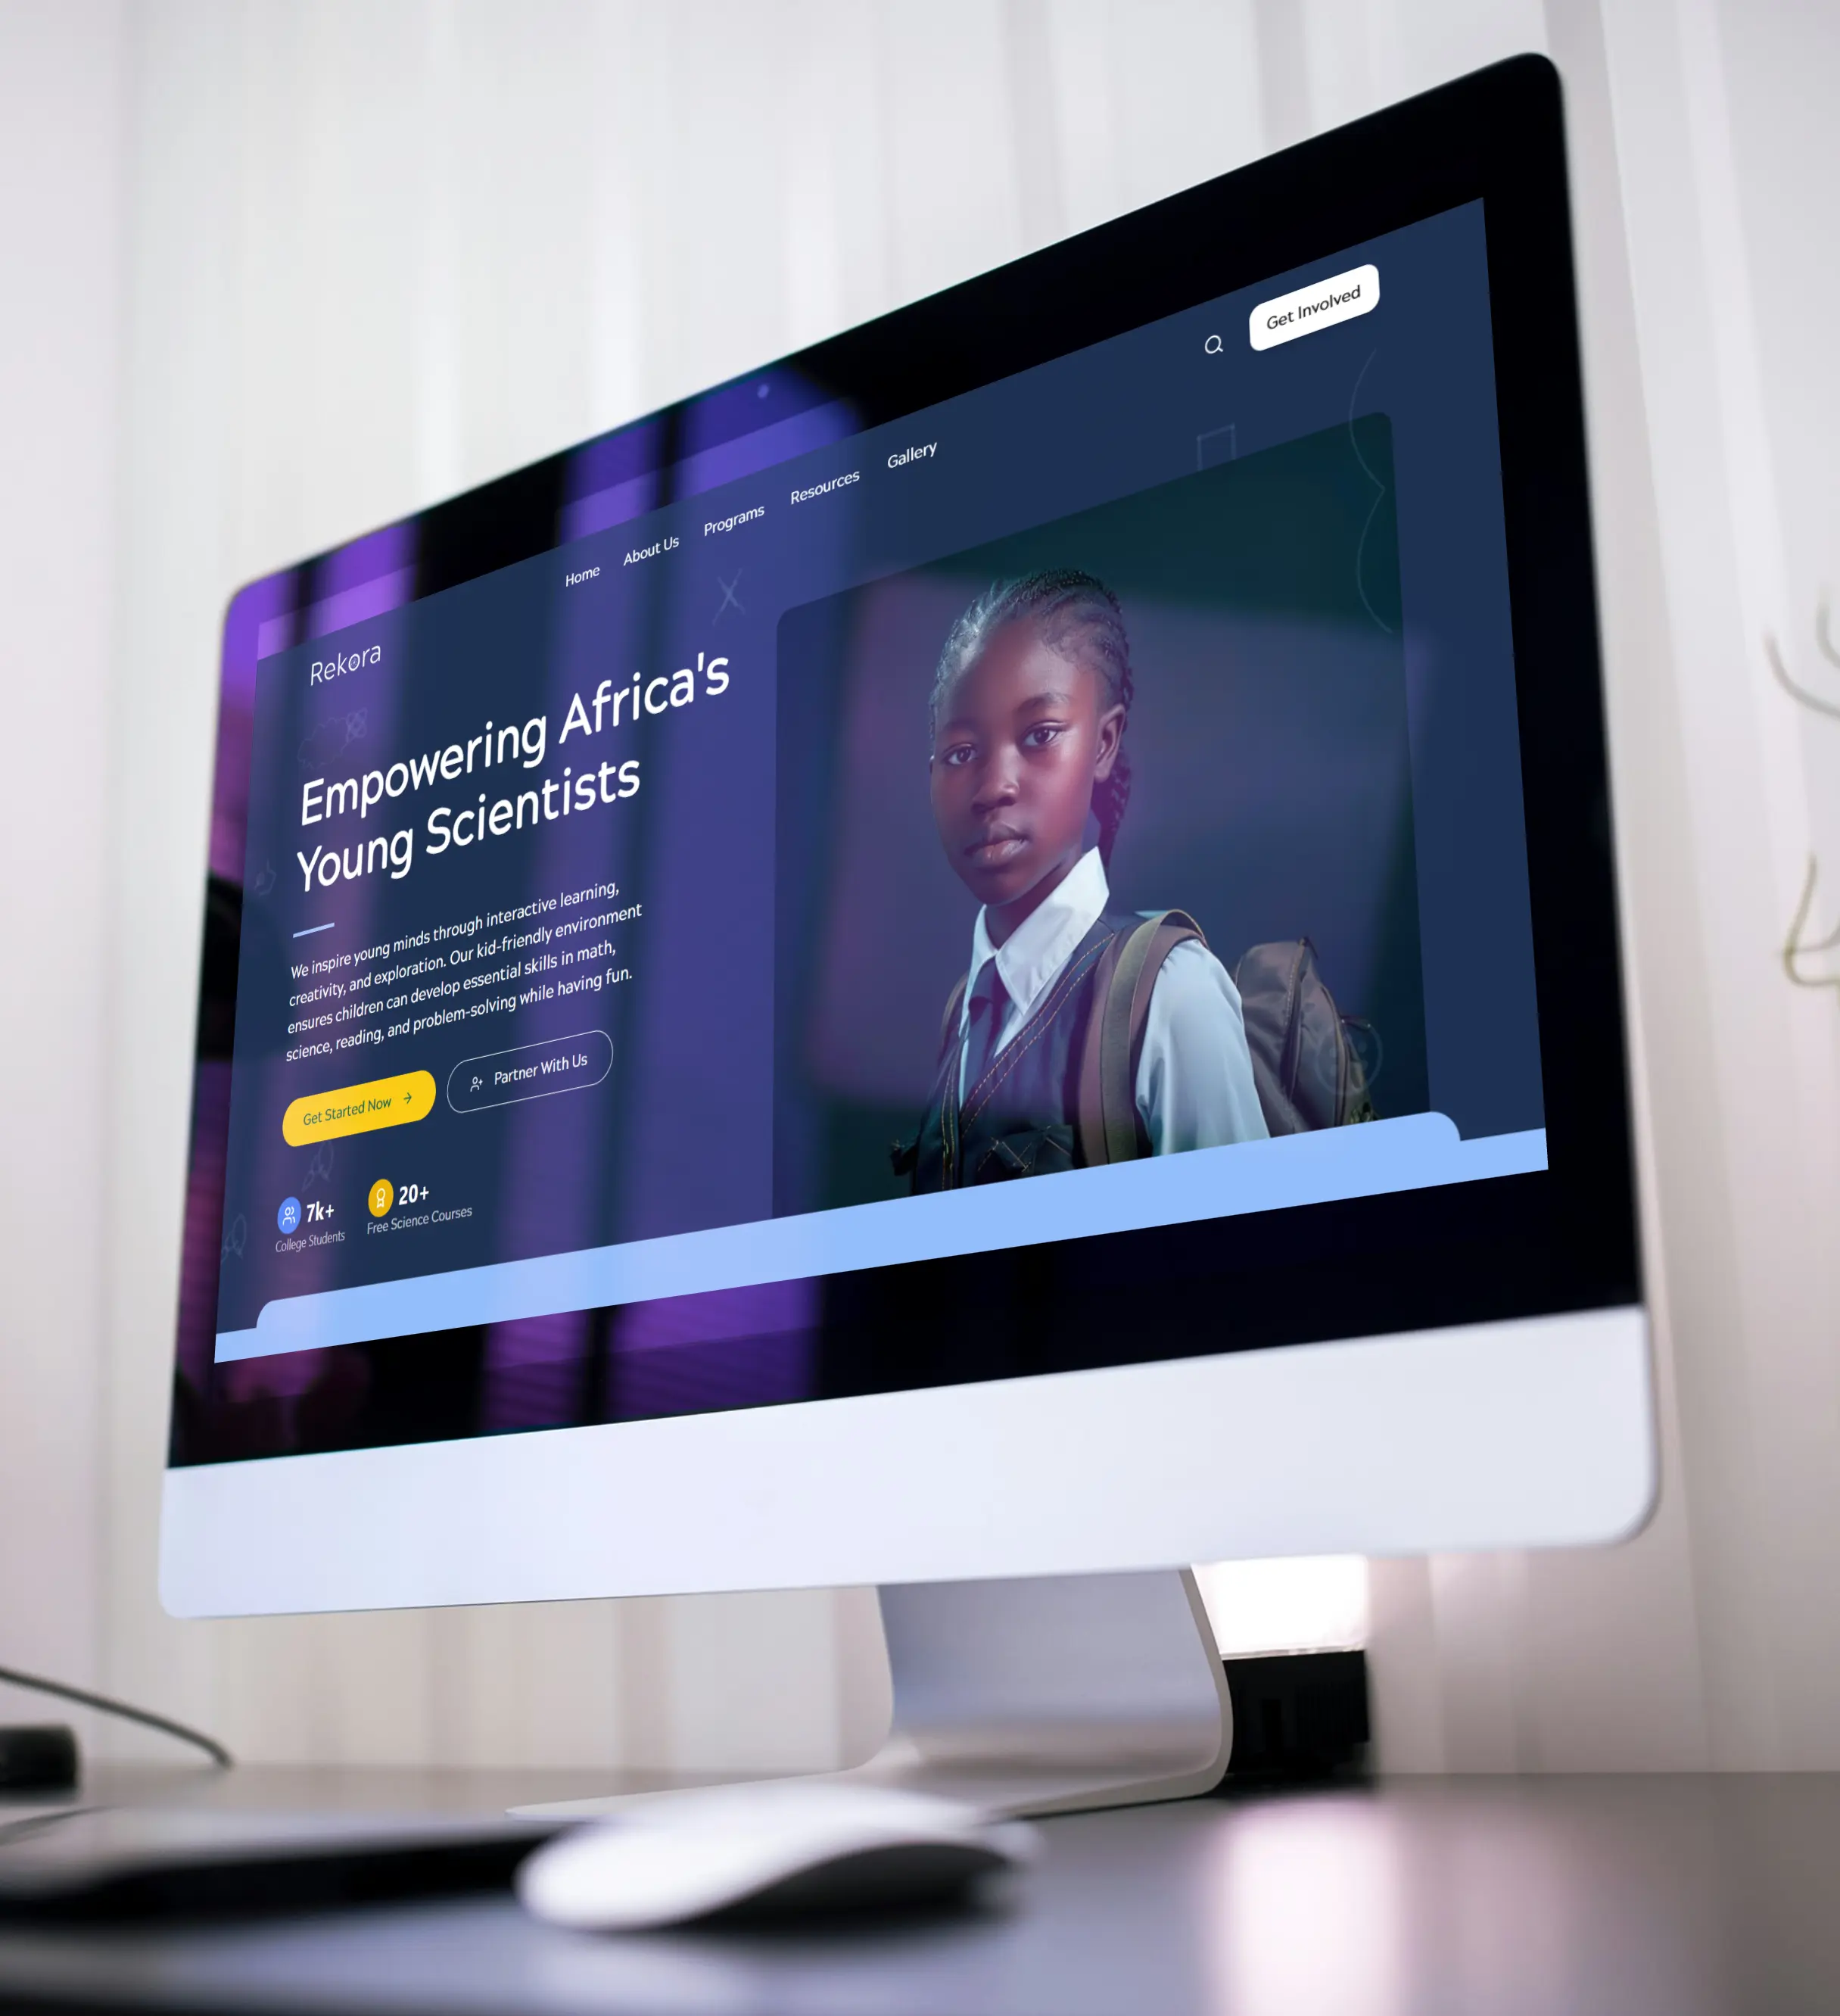 Get Involved
Home About Us Programs Resources Gallery
Rekora
Empowering Africa's
Young Scientists
We inspire young minds through interactive learning,
creativity, and exploration. Our kid-friendly environment
ensures children can develop essential skills in math,
science, reading, and problem-solving while having fun.
Get Started Now
Partner With Us
7k+
College Students
20+
Free Science Courses